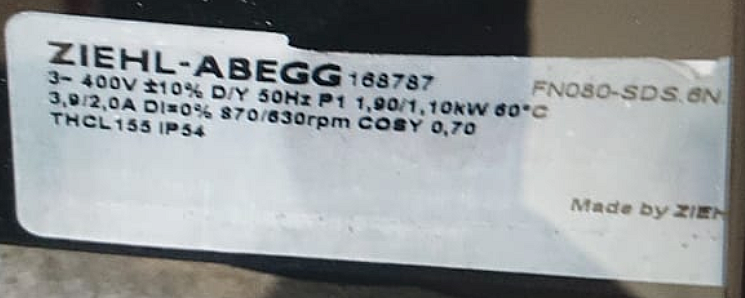 ZIEHL-ABEGG 168787 FN080-SDS.6N.
3~ 400V ±10% D/Y 50Hz P1 1,90/1,10kW 60°C
3,9/2,0A DI=0% 870/630rpm COSY 0,70
THCL155 IP54
Made by ZIEH